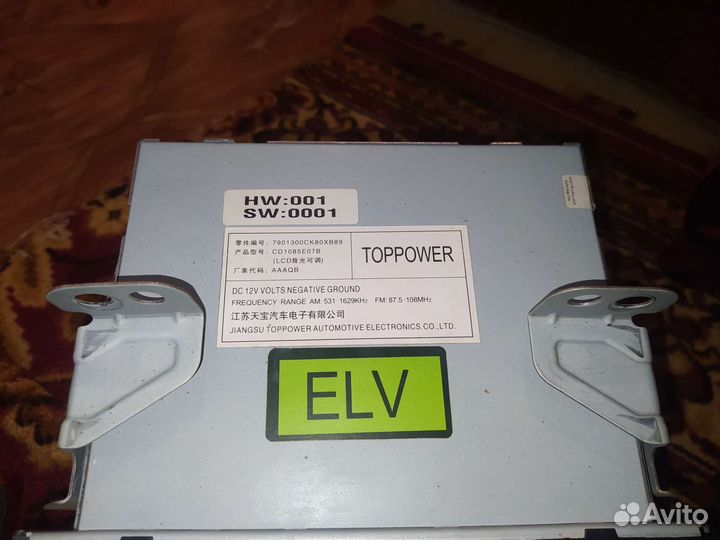 HW:001
SW:0001
零件编号: 7901300CK80XB89
产品型号: CD1085E07B
(LCD背光可调)
厂家代码: AAAQB
TOPPOWER
DC 12V VOLTS NEGATIVE GROUND
FREQUENCY RANGE AM: 531-1629KHz FM: 87.5-108MHz
江苏天宝汽车电子有限公司
JIANGSU TOPPOWER AUTOMOTIVE ELECTRONICS.CO.,LTD.
ELV
Avito